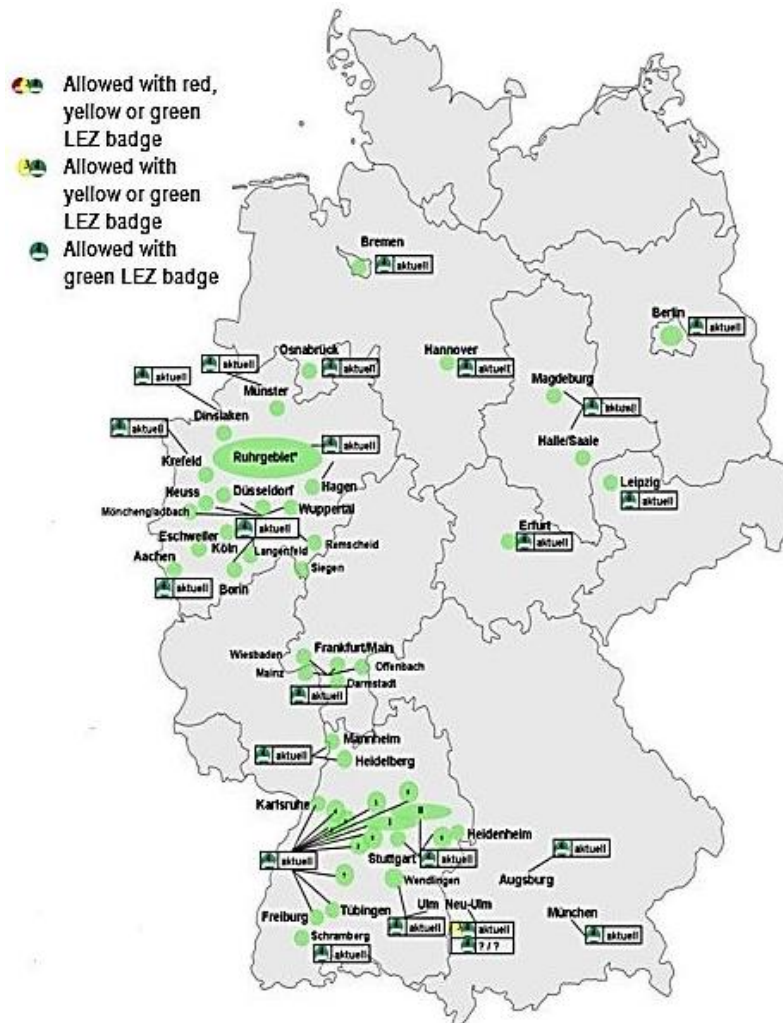 Allowed with red,
yellow or green
LEZ badge
Allowed with
yellow or green
LEZ badge
Allowed with
green LEZ badge
Bremen
aktuell
Berlin
aktuell
Osnabrück
aktuell
aktuell
Hannover
aktuell
aktuell
Münster
Magdeburg
aktuell
Dinslaken
aktuell
Halle/Saale
Ruhrgebiet*
aktuell
Krefeld
Hagen
Leipzig
aktuell
Neuss
Düsseldorf
Mönchengladbach
Wuppertal
aktuell
Erfurt
aktuell
Eschweiler
Köln
Langenfeld
Remscheid
Aachen
Siegen
aktuell
Bonn
Wiesbaden
Frankfurt/Main
Mainz
Offenbach
Darmstadt
aktuell
Mannheim
aktuell
Heidelberg
Karlsruhe
Heidenheim
aktuell
Stuttgart
aktuell
aktuell
Wendlingen
Augsburg
Ulm
Neu-Ulm
Freiburg
Tübingen
aktuell
aktuell
München
? / ?
aktuell
Schramberg
aktuell